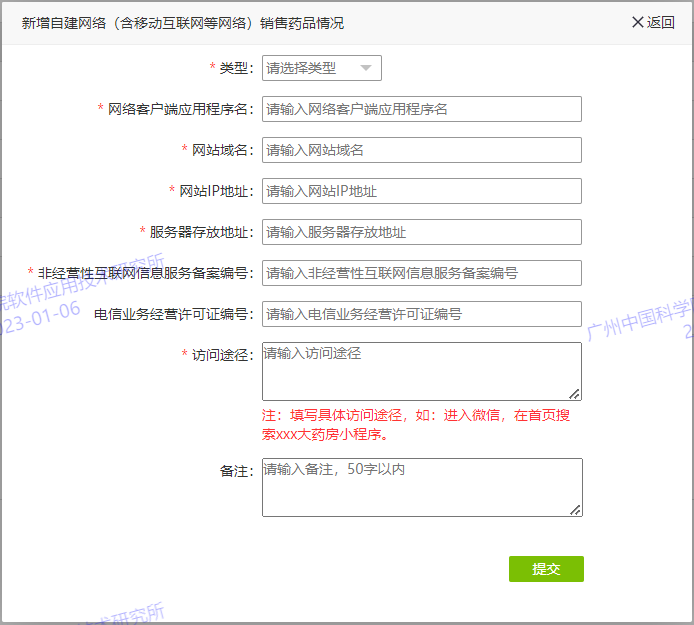 新增自建网络（含移动互联网等网络）销售药品情况
返回
* 类型：
请选择类型
* 网络客户端应用程序名：
请输入网络客户端应用程序名
* 网站域名：
请输入网站域名
* 网站IP地址：
请输入网站IP地址
* 服务器存放地址：
请输入服务器存放地址
* 非经营性互联网信息服务备案编号：
请输入非经营性互联网信息服务备案编号
电信业务经营许可证编号：
请输入电信业务经营许可证编号
* 访问途径：
请输入访问途径
注：填写具体访问途径，如：进入微信，在首页搜
索xxx大药房小程序。
备注：
请输入备注，50字以内
提交
院软件应用技术研究所
023-01-06
广州中国科学院
2
技术研究所